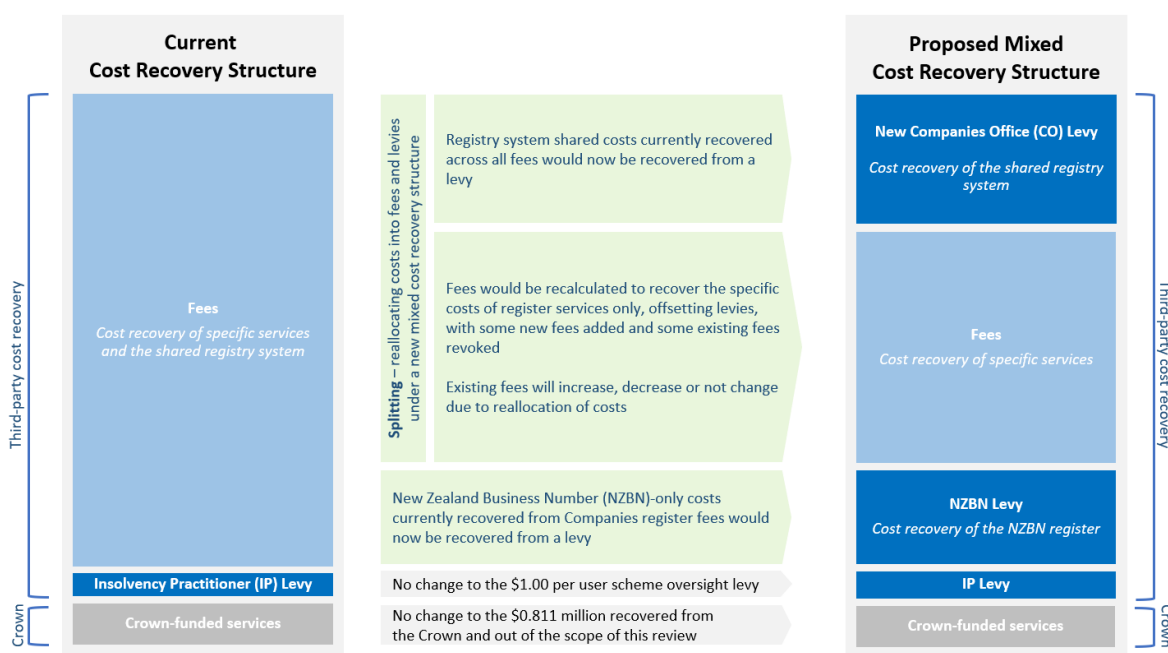 Current
Cost Recovery Structure
Third-party cost recovery
Fees
Cost recovery of specific services
and the shared registry system
Insolvency Practitioner (IP) Levy
Crown
Crown-funded services
Splitting – reallocating costs into fees and levies
under a new mixed cost recovery structure
Registry system shared costs currently recovered
across all fees would now be recovered from a
levy
Fees would be recalculated to recover the specific
costs of register services only, offsetting levies,
with some new fees added and some existing fees
revoked
Existing fees will increase, decrease or not change
due to reallocation of costs
New Zealand Business Number (NZBN)-only costs
currently recovered from Companies register fees would
now be recovered from a levy
No change to the $1.00 per user scheme oversight levy
No change to the $0.811 million recovered from
the Crown and out of the scope of this review
Proposed Mixed
Cost Recovery Structure
New Companies Office (CO) Levy
Cost recovery of the shared registry
system
Fees
Cost recovery of specific services
NZBN Levy
Cost recovery of the NZBN register
IP Levy
Crown-funded services
Third-party cost recovery
Crown